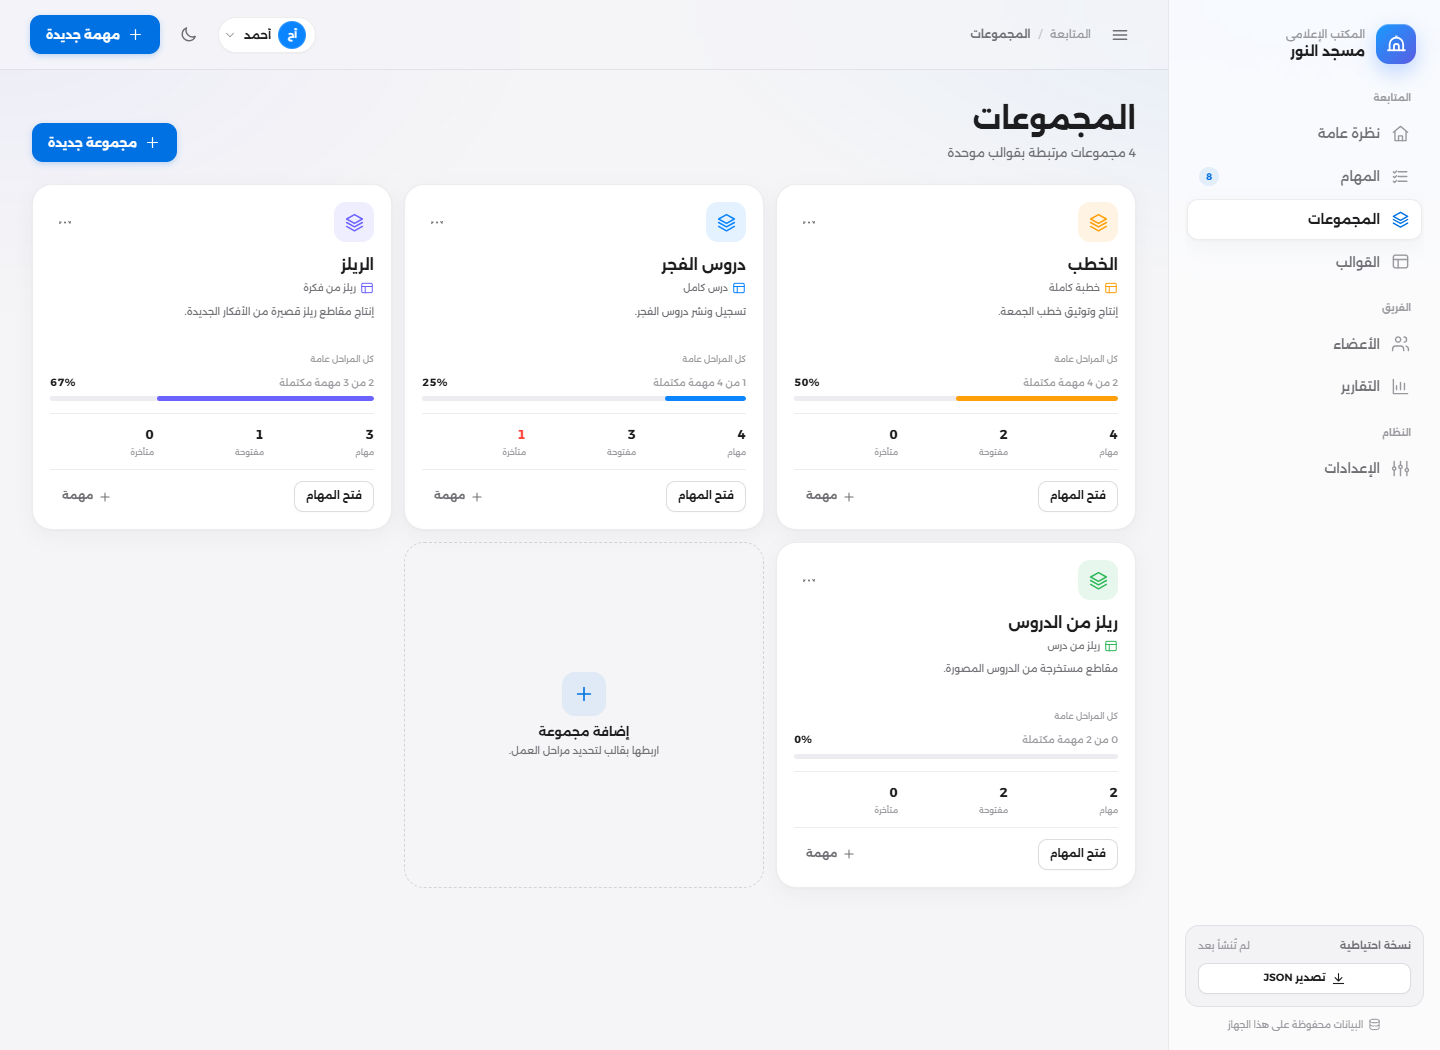 المكتب الإعلامي
مسجد النور
المتابعة
نظرة عامة
المهام
8
المجموعات
القوالب
الفريق
الأعضاء
التقارير
النظام
الإعدادات
نسخة احتياطية
لم تُنشأ بعد
تصدير JSON
البيانات محفوظة على هذا الجهاز
المتابعة / المجموعات
أح
أحمد
مهمة جديدة
المجموعات
4 مجموعات مرتبطة بقوالب موحدة
مجموعة جديدة
الخطب
خطبة كاملة
إنتاج وتوثيق خطب الجمعة.
كل المراحل عامة
2 من 4 مهمة مكتملة
50%
4
2
0
مهام
مفتوحة
متأخرة
فتح المهام
مهمة
دروس الفجر
درس كامل
تسجيل ونشر دروس الفجر.
كل المراحل عامة
1 من 4 مهمة مكتملة
25%
4
3
1
مهام
مفتوحة
متأخرة
فتح المهام
مهمة
الريلز
ريلز من فكرة
إنتاج مقاطع ريلز قصيرة من الأفكار الجديدة.
كل المراحل عامة
2 من 3 مهمة مكتملة
67%
3
1
0
مهام
مفتوحة
متأخرة
فتح المهام
مهمة
ريلز من الدروس
ريلز من درس
مقاطع مستخرجة من الدروس المصورة.
كل المراحل عامة
0 من 2 مهمة مكتملة
0%
2
2
0
مهام
مفتوحة
متأخرة
فتح المهام
مهمة
إضافة مجموعة
اربطها بقالب لتحديد مراحل العمل.